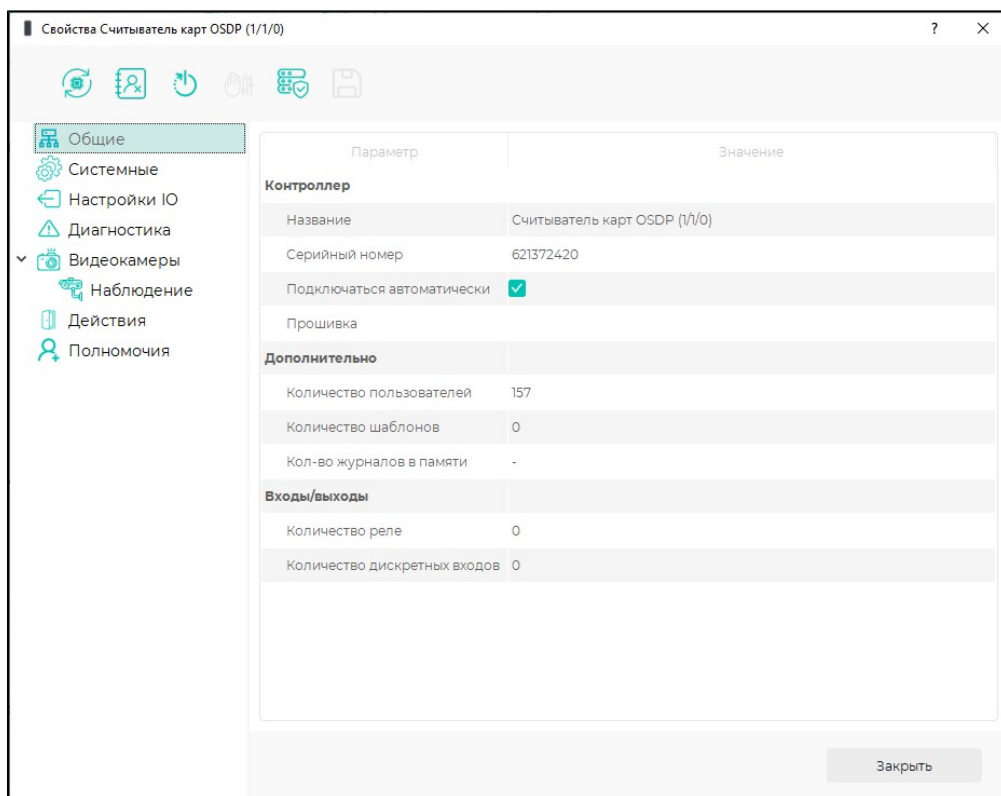 Свойства Считыватель карт OSDP (1/1/0)
?
Общие
Системные
Настройки IO
Диагностика
Видеокамеры
Наблюдение
Действия
Полномочия
Параметр Значение
Контроллер
Название Считыватель карт OSDP (1/1/0)
Серийный номер 621372420
Подключаться автоматически
Прошивка
Дополнительно
Количество пользователей 157
Количество шаблонов 0
Кол-во журналов в памяти -
Входы/выходы
Количество реле 0
Количество дискретных входов 0
Закрыть